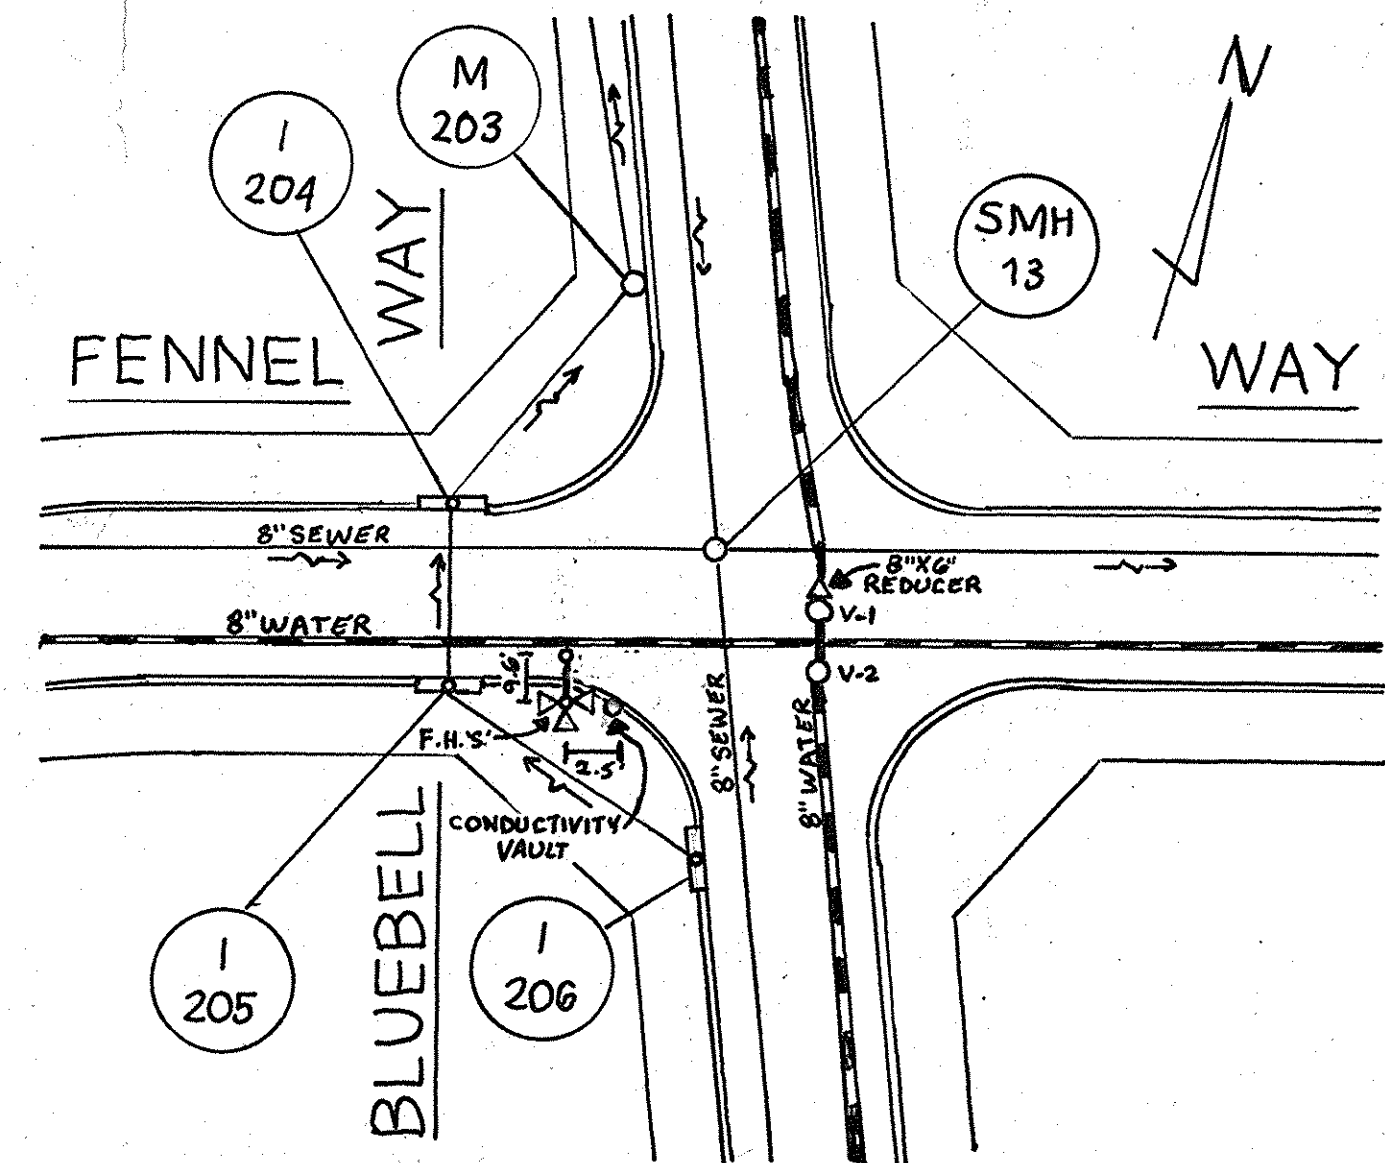 N
M
203
I
204
SMH
13
WAY
FENNEL
WAY
8" SEWER
8"X6"
REDUCER
8" WATER
V-1
9.6'
V-2
F.H.'S'
2.5'
8" SEWER
8" WATER
CONDUCTIVITY
VAULT
BLUEBELL
I
205
I
206